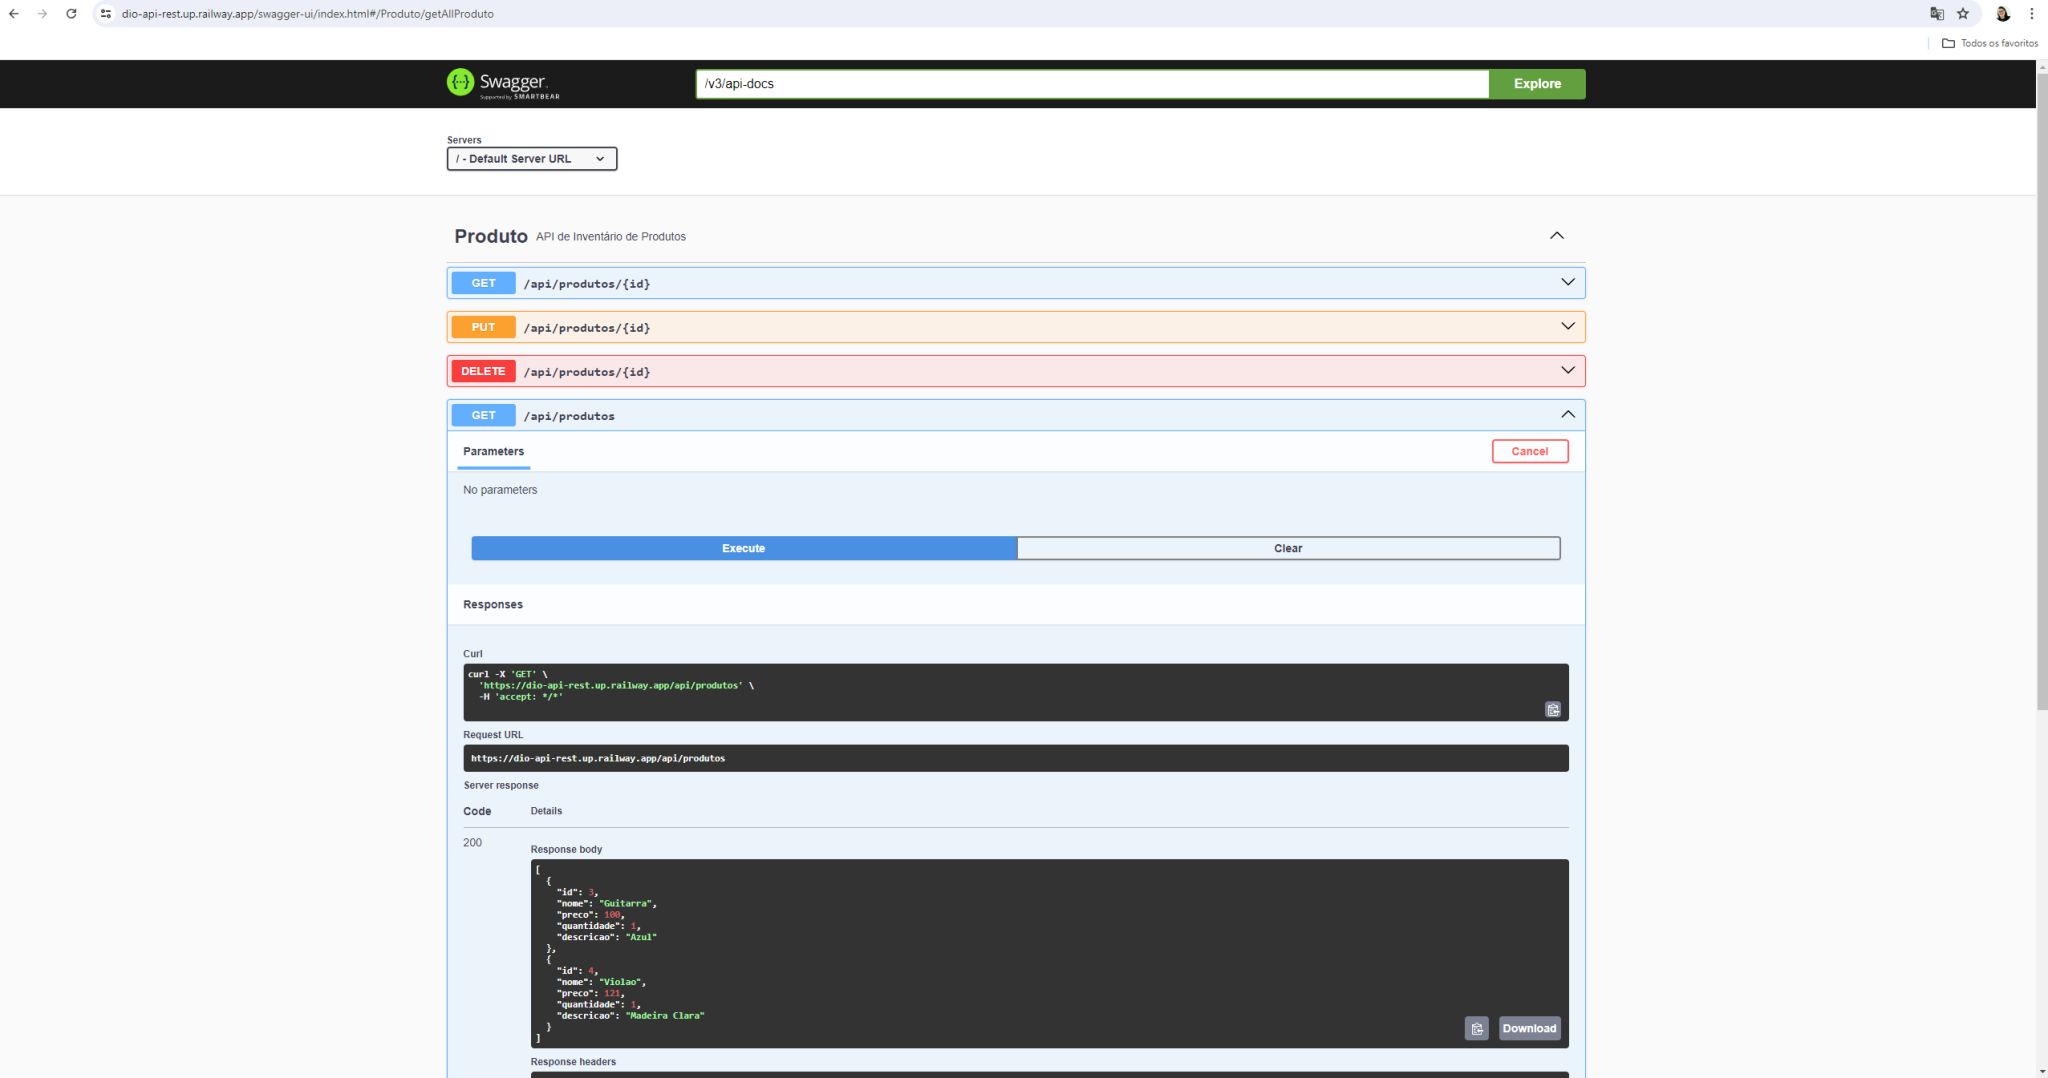 dio-api-rest.up.railway.app/swagger-ui/index.html#/Produto/getAllProduto
Todos os favoritos
Swagger.
Supported by SMARTBEAR
/v3/api-docs
Explore
Servers
/ - Default Server URL
Produto API de Inventário de Produtos
GET /api/produtos/{id}
PUT /api/produtos/{id}
DELETE /api/produtos/{id}
GET /api/produtos
Parameters
Cancel
No parameters
Execute
Clear
Responses
Curl
curl -X 'GET' \
'https://dio-api-rest.up.railway.app/api/produtos' \
-H 'accept: */*'
Request URL
https://dio-api-rest.up.railway.app/api/produtos
Server response
Code Details
200
Response body
[
{
"id": 3,
"nome": "Guitarra",
"preco": 100,
"quantidade": 1,
"descricao": "Azul"
},
{
"id": 4,
"nome": "Violao",
"preco": 121,
"quantidade": 1,
"descricao": "Madeira Clara"
}
]
Download
Response headers